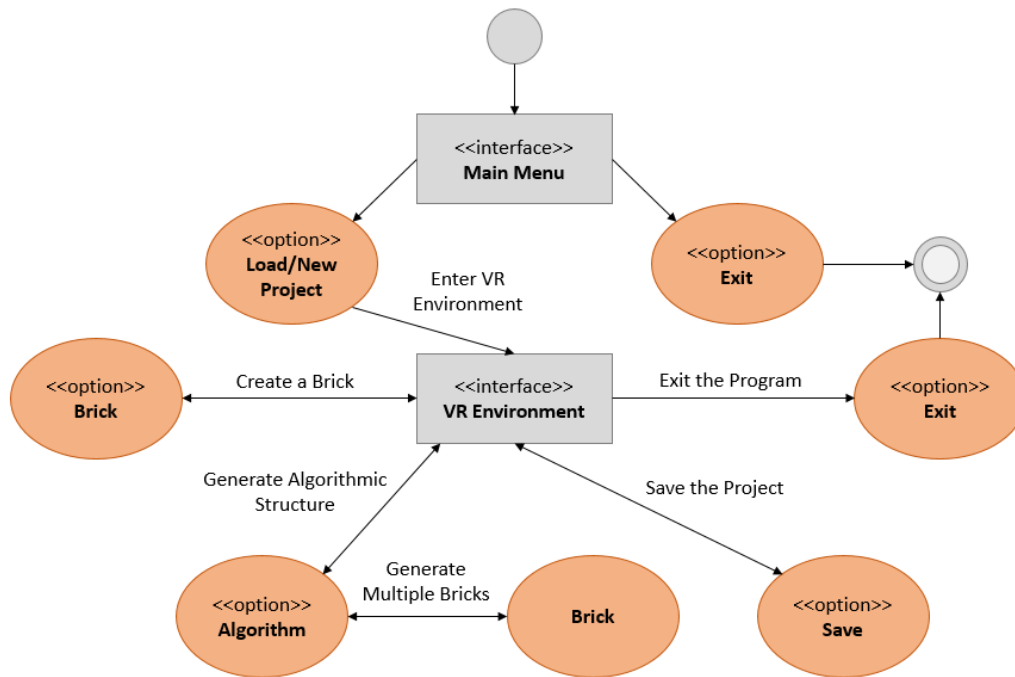 <<interface>>
Main Menu
<<option>>
Load/New
Project
<<option>>
Exit
Enter VR
Environment
<<option>>
Brick
Create a Brick
<<interface>>
VR Environment
Exit the Program
<<option>>
Exit
Generate Algorithmic
Structure
Save the Project
<<option>>
Algorithm
Generate
Multiple Bricks
Brick
<<option>>
Save